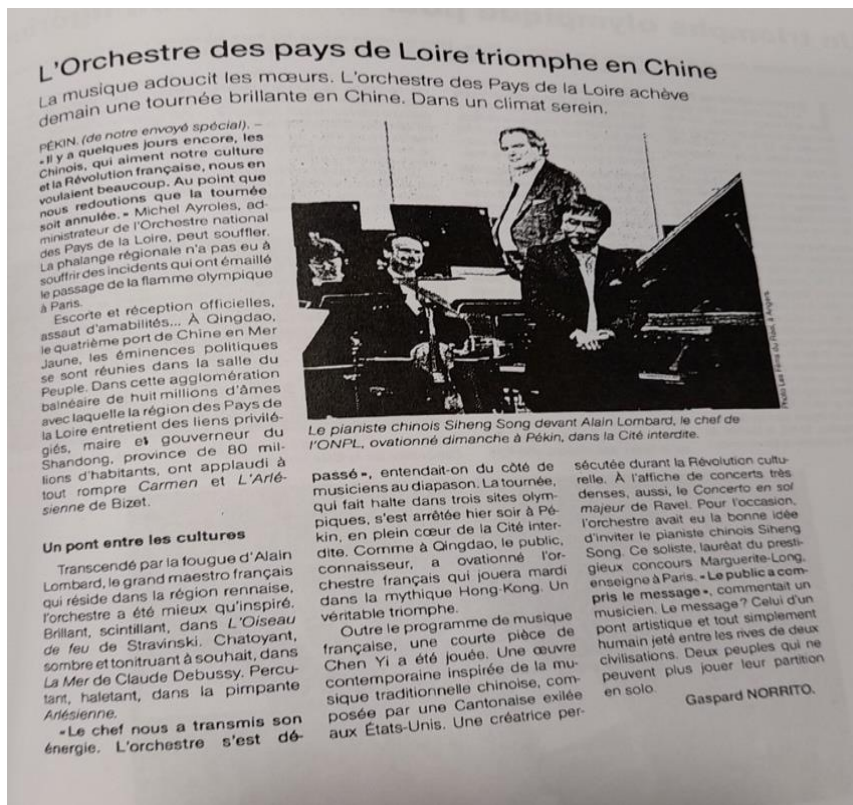 L'Orchestre des pays de Loire triomphe en Chine
La musique adoucit les mœurs. L'orchestre des Pays de la Loire achève
demain une tournée brillante en Chine. Dans un climat serein.
PÉKIN. (de notre envoyé spécial). –
« Il y a quelques jours encore, les
Chinois, qui aiment notre culture
et la Révolution française, nous en
voulaient beaucoup. Au point que
nous redoutions que la tournée
soit annulée. » Michel Ayroles, ad-
ministrateur de l'Orchestre national
des Pays de la Loire, peut souffler.
La phalange régionale n'a pas eu à
souffrir des incidents qui ont émaillé
le passage de la flamme olympique
à Paris.
Escorte et réception officielles,
assaut d'amabilités... À Qingdao,
le quatrième port de Chine en Mer
Jaune, les éminences politiques
se sont réunies dans la salle du
Peuple. Dans cette agglomération
balnéaire de huit millions d'âmes
avec laquelle la région des Pays de
la Loire entretient des liens privilé-
giés, maire et gouverneur du
Shandong, province de 80 mil-
lions d'habitants, ont applaudi à
tout rompre Carmen et L'Arlé-
sienne de Bizet.
Un pont entre les cultures
Transcendé par la fougue d'Alain
Lombard, le grand maestro français
qui réside dans la région rennaise,
l'orchestre a été mieux qu'inspiré.
Brillant, scintillant, dans L'Oiseau
de feu de Stravinski. Chatoyant,
sombre et tonitruant à souhait, dans
La Mer de Claude Debussy. Percu-
tant, haletant, dans la pimpante
Arlésienne.
« Le chef nous a transmis son
énergie. L'orchestre s'est dé-
Le pianiste chinois Siheng Song devant Alain Lombard, le chef de
l'ONPL, ovationné dimanche à Pékin, dans la Cité interdite.
passé », entendait-on du côté de
musiciens au diapason. La tournée,
qui fait halte dans trois sites olym-
piques, s'est arrêtée hier soir à Pé-
kin, en plein cœur de la Cité inter-
dite. Comme à Qingdao, le public,
connaisseur, a ovationné l'or-
chestre français qui jouera mardi
dans la mythique Hong-Kong. Un
véritable triomphe.
Outre le programme de musique
française, une courte pièce de
Chen Yi a été jouée. Une œuvre
contemporaine inspirée de la mu-
sique traditionnelle chinoise, com-
posée par une Cantonaise exilée
aux États-Unis. Une créatrice per-
sécutée durant la Révolution cultu-
relle. À l'affiche de concerts très
denses, aussi, le Concerto en sol
majeur de Ravel. Pour l'occasion,
l'orchestre avait eu la bonne idée
d'inviter le pianiste chinois Siheng
Song. Ce soliste, lauréat du presti-
gieux concours Marguerite-Long,
enseigne à Paris. « Le public a com-
pris le message », commentait un
musicien. Le message ? Celui d'un
pont artistique et tout simplement
humain jeté entre les rives de deux
civilisations. Deux peuples qui ne
peuvent plus jouer leur partition
en solo.
Gaspard NORRITO.